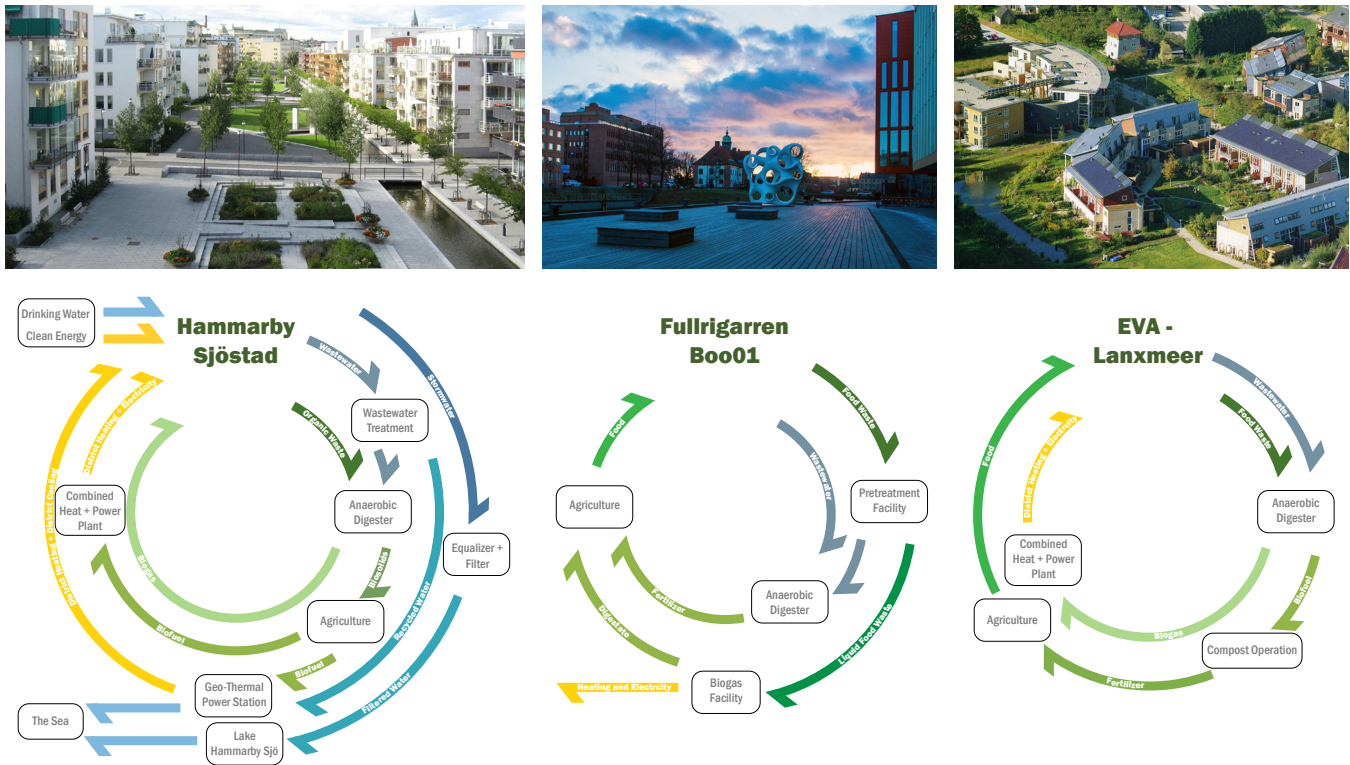 Drinking Water
Clean Energy
Hammarby
Sjöstad
Wastewater
Stormwater
District Heating + Electricity
Organic Waste
Wastewater
Treatment
Combined
Heat + Power
Plant
Anaerobic
Digester
Equalizer +
Filter
District Heating + District Cooling
Biogas
Biosolids
Agriculture
Recycled Water
Biofuel
Biofuel
Geo-Thermal
Power Station
Filtered Water
The Sea
Lake
Hammarby Sjö
Fullrigarren
Boo01
Food Waste
Food
Wastewater
Agriculture
Pretreatment
Facility
Anaerobic
Digester
Fertilizer
Digestate
Liquid Food Waste
Biogas
Facility
Heating and Electrcity
EVA -
Lanxmeer
Wastewater
Food Waste
Food
District Heating + Electrcity
Anaerobic
Digester
Combined
Heat + Power
Plant
Biofuel
Agriculture
Biogas
Compost Operation
Fertilizer